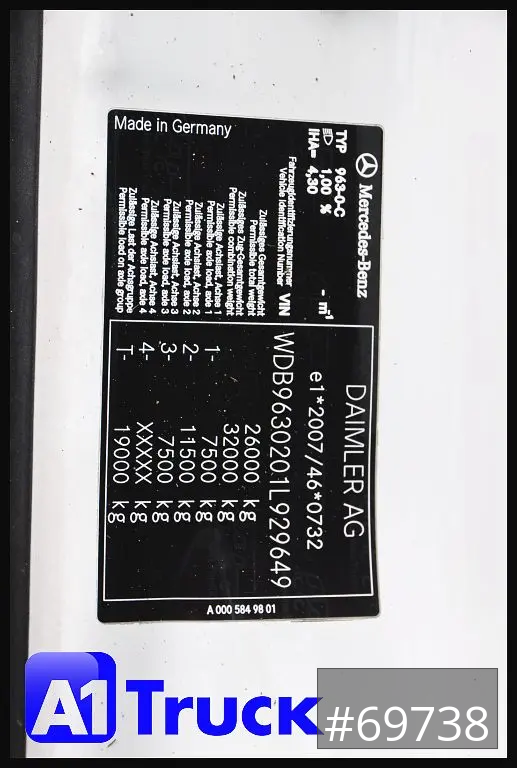 Mercedes-Benz
TYP 963-0-C
1,00 %
IHA= 4,30
- m⁻¹
DAIMLER AG
e1*2007/46*0732
Fahrzeugidentifizierungsnummer
Vehicle Identification Number VIN WDB9630201L929649
Zulässiges Gesamtgewicht
Permissible total weight 26000 kg
Zulässiges Zug-Gesamtgewicht
Permissible combination weight 32000 kg
Zulässige Achslast, Achse 1
Permissible axle load, axle 1 1- 7500 kg
Zulässige Achslast, Achse 2
Permissible axle load, axle 2 2- 11500 kg
Zulässige Achslast, Achse 3
Permissible axle load, axle 3 3- 7500 kg
Zulässige Achslast, Achse 4
Permissible axle load, axle 4 4- XXXXX kg
Zulässige Last der Achsgruppe
Permissible load on axle group T- 19000 kg
Made in Germany
A 000 584 98 01
A1 Truck
#69738